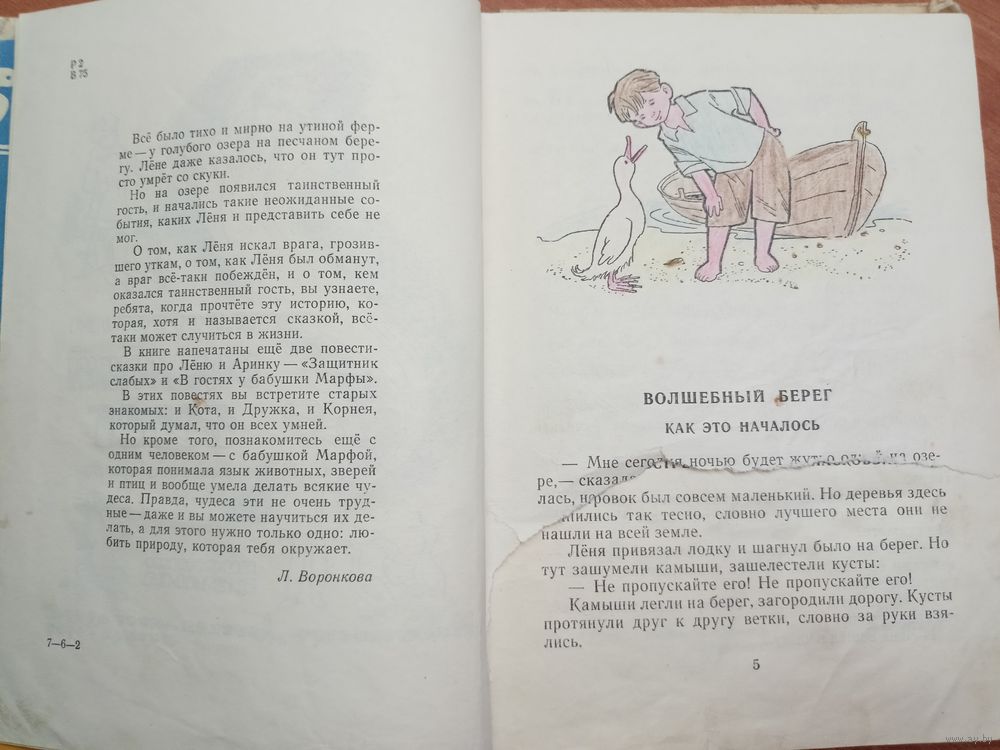 Р2
В75
Всё было тихо и мирно на утиной фер-
ме — у голубого озера на песчаном бере-
гу. Лёне даже казалось, что он тут про-
сто умрёт со скуки.
Но на озере появился таинственный
гость, и начались такие неожиданные со-
бытия, каких Лёня и представить себе не
мог.
О том, как Лёня искал врага, грозив-
шего уткам, о том, как Лёня был обманут,
а враг всё-таки побеждён, и о том, кем
оказался таинственный гость, вы узнаете,
ребята, когда прочтёте эту историю, ко-
торая, хотя и называется сказкой, всё-
таки может случиться в жизни.
В книге напечатаны ещё две повести-
сказки про Лёню и Аринку — «Защитник
слабых» и «В гостях у бабушки Марфы».
В этих повестях вы встретите старых
знакомых: и Кота, и Дружка, и Корнея,
который думал, что он всех умней.
Но кроме того, познакомитесь ещё с
одним человеком — с бабушкой Марфой,
которая понимала язык животных, зверей
и птиц и вообще умела делать всякие чу-
деса. Правда, чудеса эти не очень труд-
ные — даже и вы можете научиться их де-
лать, а для этого нужно только одно: лю-
бить природу, которая тебя окружает.
Л. Воронкова
7—6—2
ВОЛШЕБНЫЙ БЕРЕГ
КАК ЭТО НАЧАЛОСЬ
— Мне ночью будет на озе-
ре,—
лась, был совсем маленький. Но деревья здесь
так тесно, словно лучшего места они не
нашли на всей земле.
Лёня привязал лодку и шагнул было на берег. Но
тут зашумели камыши, зашелестели кусты:
— Не пропускайте его! Не пропускайте его!
Камыши легли на берег, загородили дорогу. Кусты
протянули друг к другу ветки, словно за руки взя-
лись.
5
www.ay.by